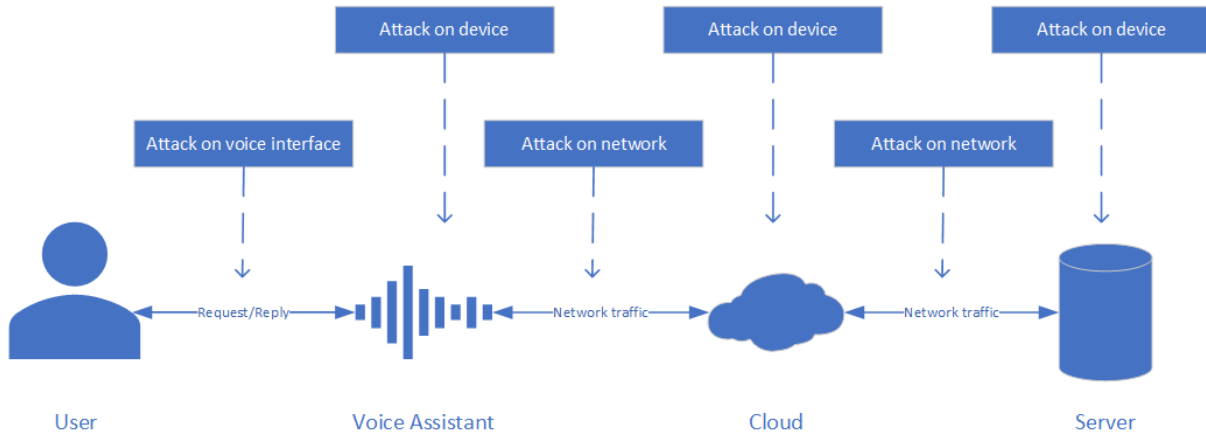 Attack on device
Attack on device
Attack on device
Attack on voice interface
Attack on network
Attack on network
Request/Reply
Network traffic
Network traffic
User
Voice Assistant
Cloud
Server